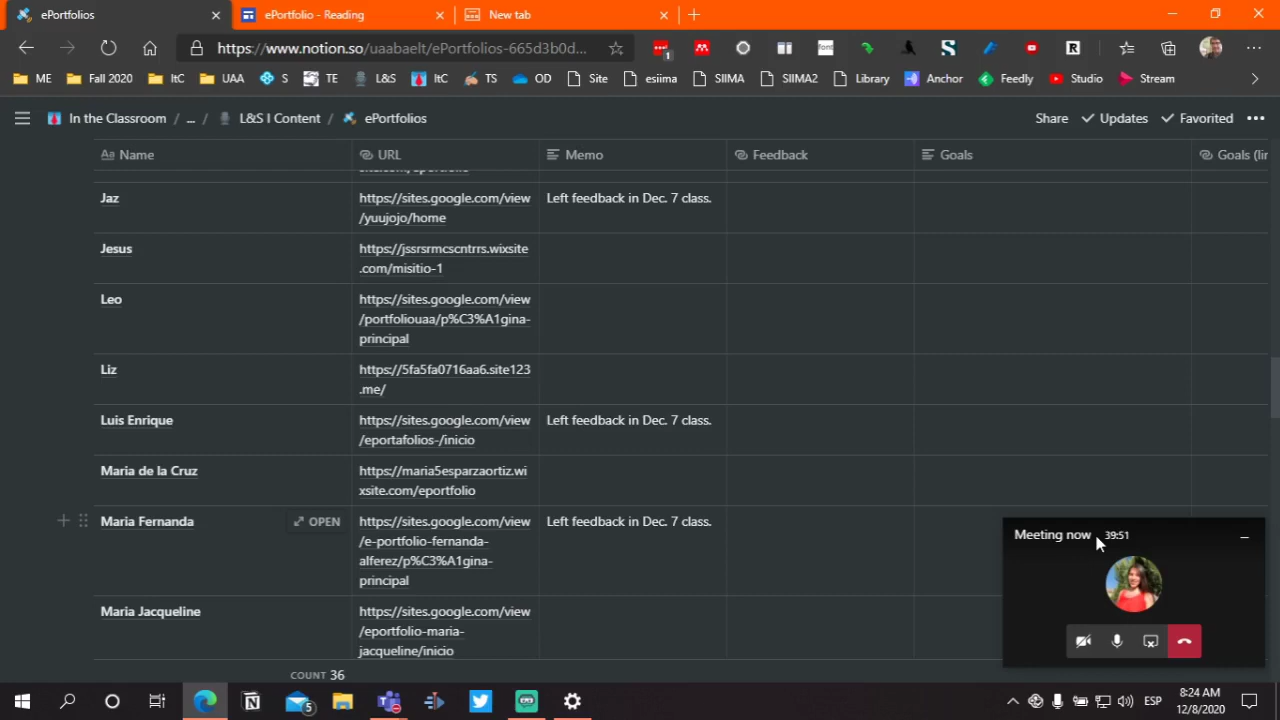 ePortfolios
ePortfolio - Reading
New tab
https://www.notion.so/uaabaelt/ePortfolios-665d3b0d...
1
font
R
ME
Fall 2020
ItC
UAA
S
TE
L&S
ItC
TS
OD
Site
esiima
SIIMA
SIIMA2
Library
Anchor
Feedly
Studio
Stream
In the Classroom / ... / L&S I Content / ePortfolios
Share
Updates
Favorited
Aa Name
URL
Memo
Feedback
Goals
Goals (lin
Jaz
https://sites.google.com/view
/yuujojo/home
Left feedback in Dec. 7 class.
Jesus
https://jssrsrmcscntrrs.wixsite
.com/misitio-1
Leo
https://sites.google.com/view
/portfoliouaa/p%C3%A1gina-
principal
Liz
https://5fa5fa0716aa6.site123
.me/
Luis Enrique
https://sites.google.com/view
/eportafolios-/inicio
Left feedback in Dec. 7 class.
Maria de la Cruz
https://maria5esparzaortiz.wi
xsite.com/eportfolio
Maria Fernanda
OPEN
https://sites.google.com/view
/e-portfolio-fernanda-
alferez/p%C3%A1gina-
principal
Left feedback in Dec. 7 class.
Maria Jacqueline
https://sites.google.com/view
/eportfolio-maria-
jacqueline/inicio
COUNT 36
Meeting now
39:51
5
ESP
8:24 AM
12/8/2020